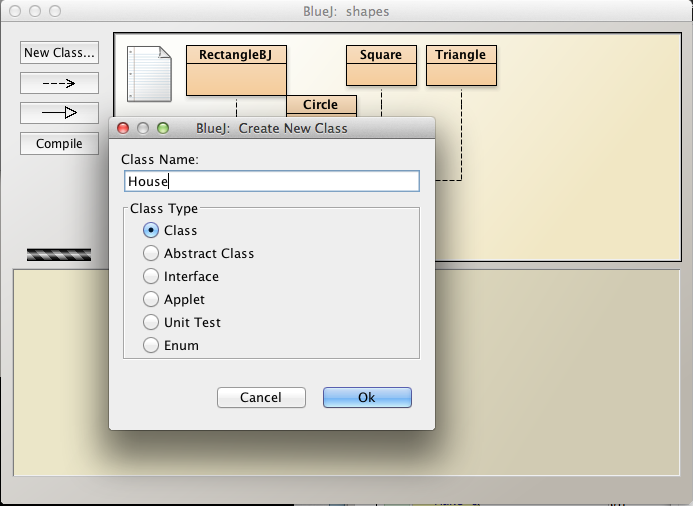 BlueJ: shapes
New Class...
Compile
RectangleBJ
Square
Triangle
Circle
BlueJ: Create New Class
Class Name:
House
Class Type
Class
Abstract Class
Interface
Applet
Unit Test
Enum
Cancel
Ok